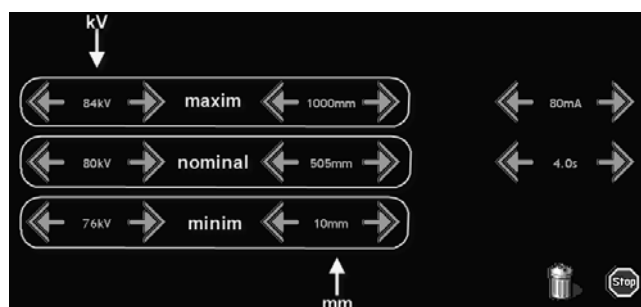 kV
84kV maxim 1000mm 80mA
80kV nominal 505mm 4.0s
76kV minim 10mm
Stop
mm